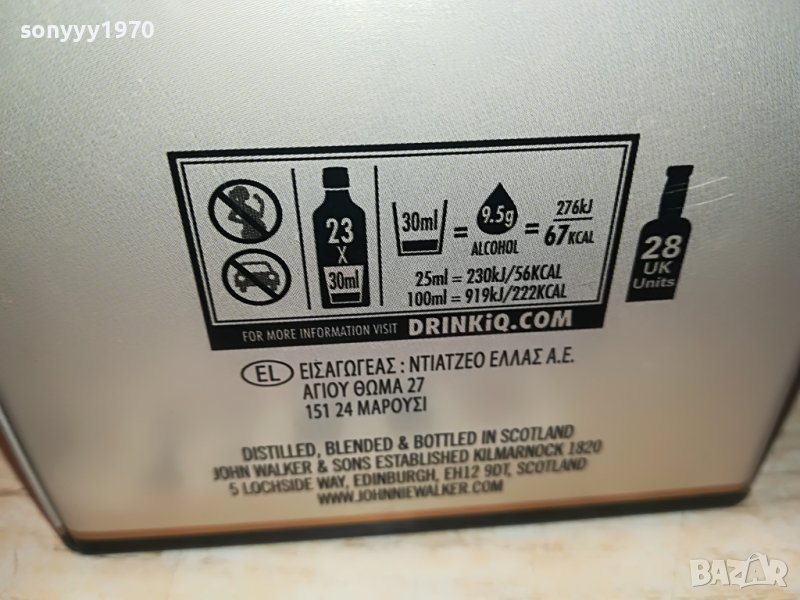 sonyyy1970
23
X
30ml
30ml = 9.5g ALCOHOL = 276kJ/67KCAL
25ml = 230kJ/56KCAL
100ml = 919kJ/222KCAL
FOR MORE INFORMATION VISIT DRINKiQ.COM
28
UK
Units
EL ΕΙΣΑΓΩΓΕΑΣ : ΝΤΙΑΤΖΕΟ ΕΛΛΑΣ Α.Ε.
ΑΓΙΟΥ ΘΩΜΑ 27
151 24 ΜΑΡΟΥΣΙ
DISTILLED, BLENDED & BOTTLED IN SCOTLAND
JOHN WALKER & SONS ESTABLISHED KILMARNOCK 1820
5 LOCHSIDE WAY, EDINBURGH, EH12 9DT, SCOTLAND
WWW.JOHNNIEWALKER.COM
BAZAR